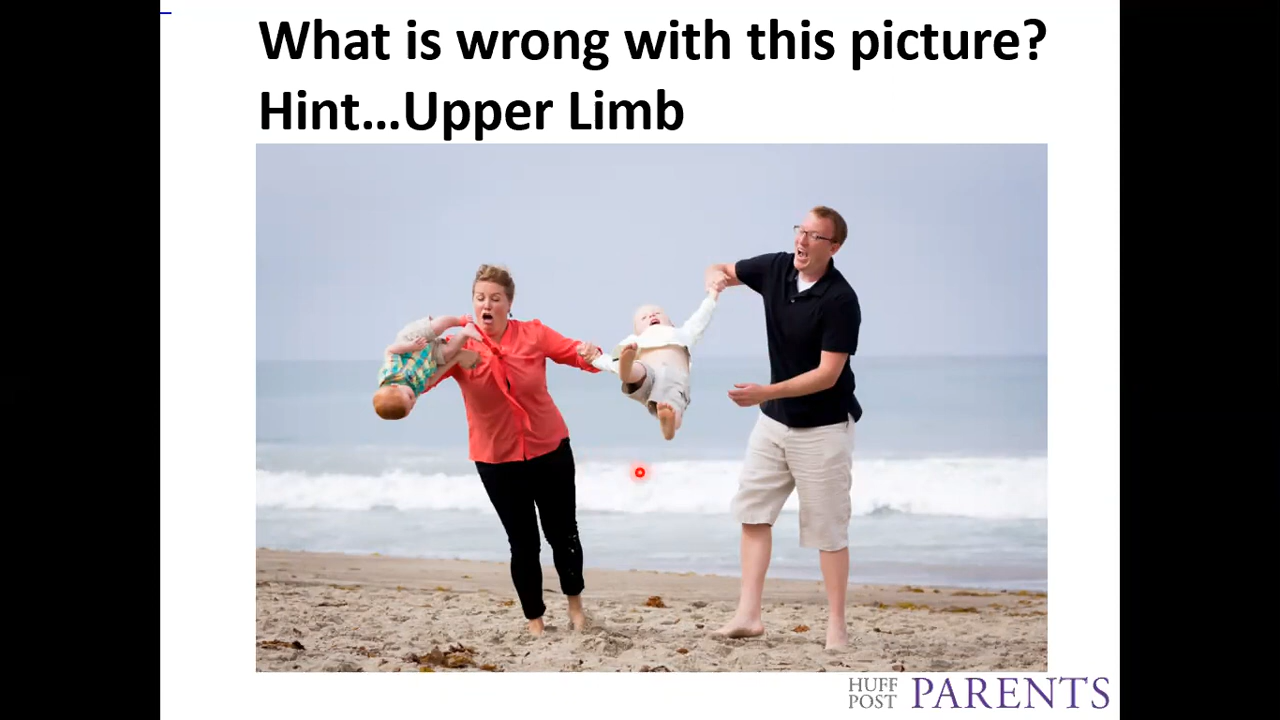 What is wrong with this picture?
Hint...Upper Limb
HUFF
POST
PARENTS